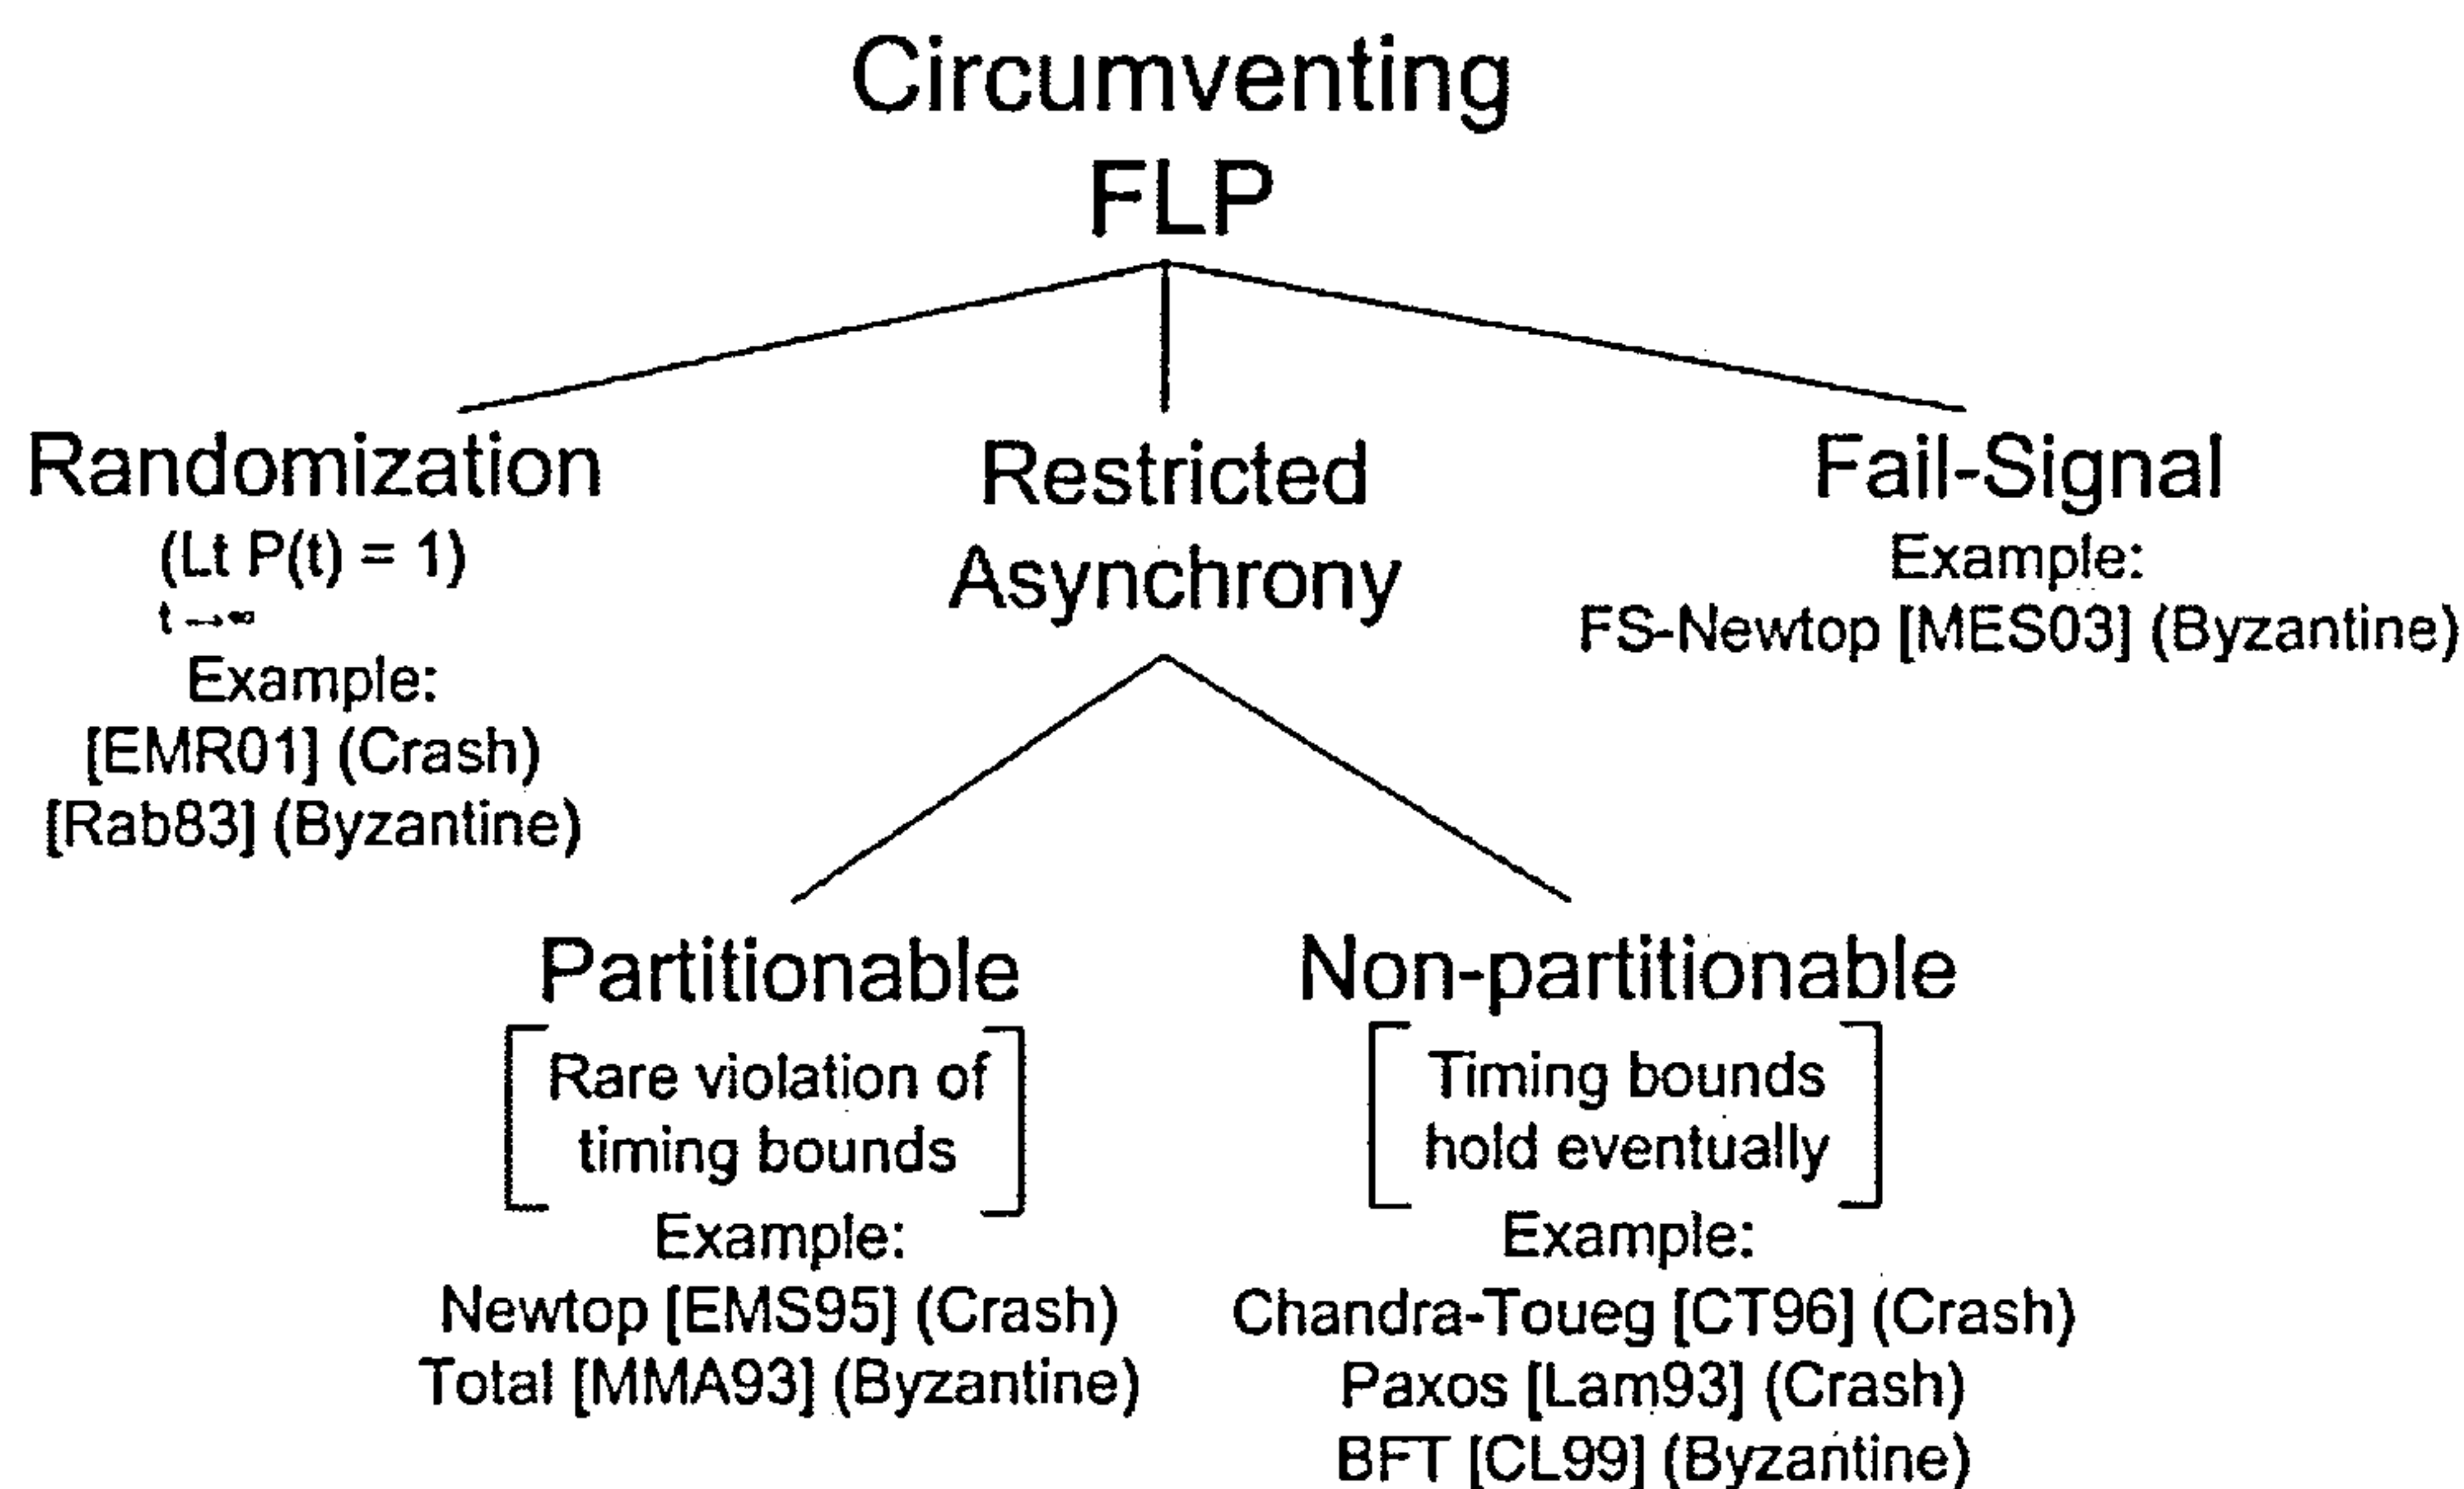 Circumventing
FLP
Randomization
(Lt P(t) = 1)
t→∞
Example:
[EMR01] (Crash)
[Rab83] (Byzantine)
Restricted
Asynchrony
Fail-Signal
Example:
FS-Newtop [MES03] (Byzantine)
Partitionable
Rare violation of
timing bounds
Example:
Newtop [EMS95] (Crash)
Total [MMA93] (Byzantine)
Non-partitionable
Timing bounds
hold eventually
Example:
Chandra-Toueg [CT96] (Crash)
Paxos [Lam93] (Crash)
BFT [CL99] (Byzantine)